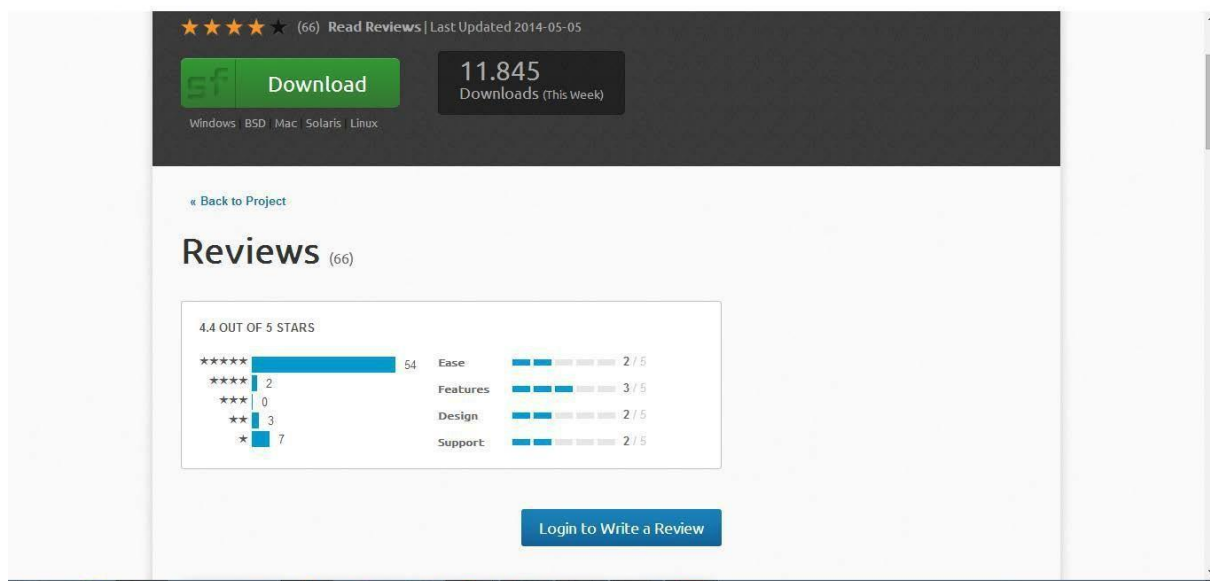 (66) Read Reviews | Last Updated 2014-05-05
sf Download
11.845
Downloads (This Week)
Windows | BSD | Mac | Solaris | Linux
« Back to Project
Reviews (66)
4.4 OUT OF 5 STARS
★★★★★ 54
★★★★ 2
★★★ 0
★★ 3
★ 7
Ease 2 / 5
Features 3 / 5
Design 2 / 5
Support 2 / 5
Login to Write a Review